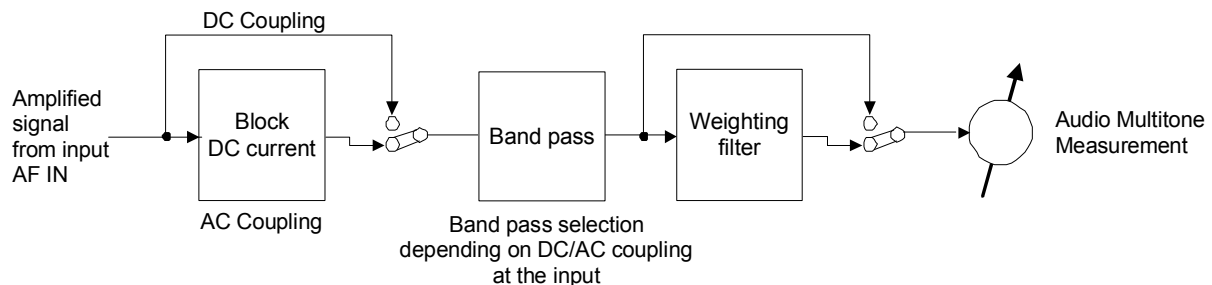 DC Coupling
Amplified
signal
from input
AF IN
Block
DC current
AC Coupling
Band pass
Band pass selection
depending on DC/AC coupling
at the input
Weighting
filter
Audio Multitone
Measurement